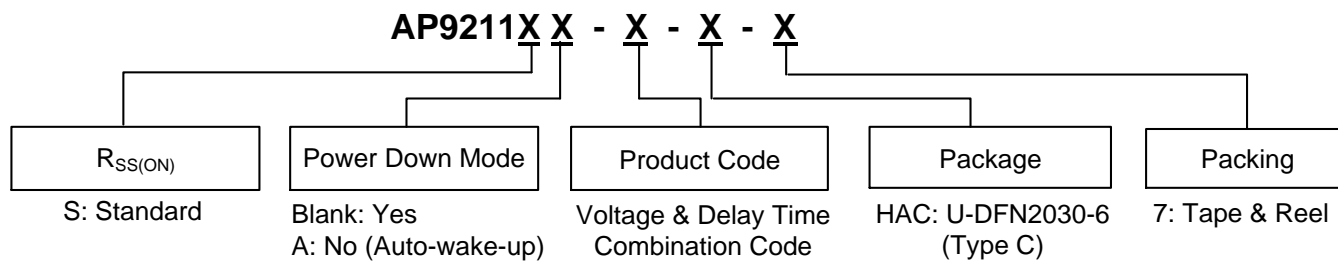 AP9211X X - X - X - X
RSS(ON)
Power Down Mode
Product Code
Package
Packing
S: Standard
Blank: Yes
A: No (Auto-wake-up)
Voltage & Delay Time
Combination Code
HAC: U-DFN2030-6
(Type C)
7: Tape & Reel